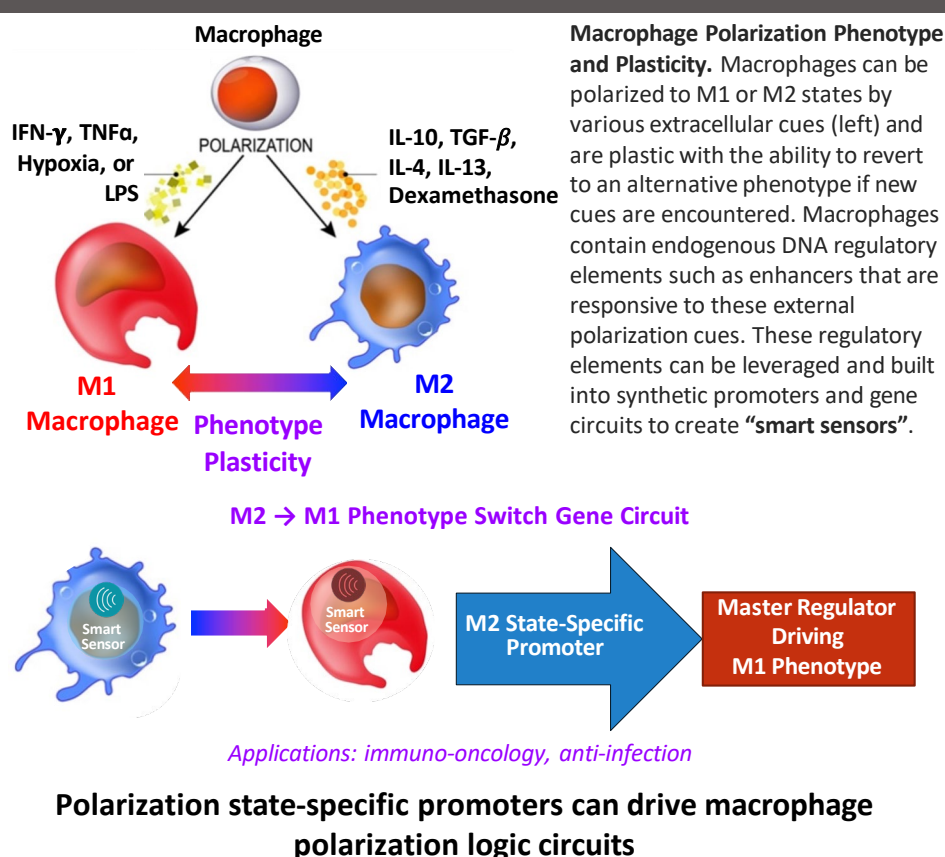 Macrophage
POLARIZATION
IFN-γ, TNFα,
Hypoxia, or
LPS
IL-10, TGF-β,
IL-4, IL-13,
Dexamethasone
M1
Macrophage
Phenotype
Plasticity
M2
Macrophage
Macrophage Polarization Phenotype
and Plasticity. Macrophages can be
polarized to M1 or M2 states by
various extracellular cues (left) and
are plastic with the ability to revert
to an alternative phenotype if new
cues are encountered. Macrophages
contain endogenous DNA regulatory
elements such as enhancers that are
responsive to these external
polarization cues. These regulatory
elements can be leveraged and built
into synthetic promoters and gene
circuits to create “smart sensors”.
M2 → M1 Phenotype Switch Gene Circuit
Smart
Sensor
Smart
Sensor
M2 State-Specific
Promoter
Master Regulator
Driving
M1 Phenotype
Applications: immuno-oncology, anti-infection
Polarization state-specific promoters can drive macrophage
polarization logic circuits